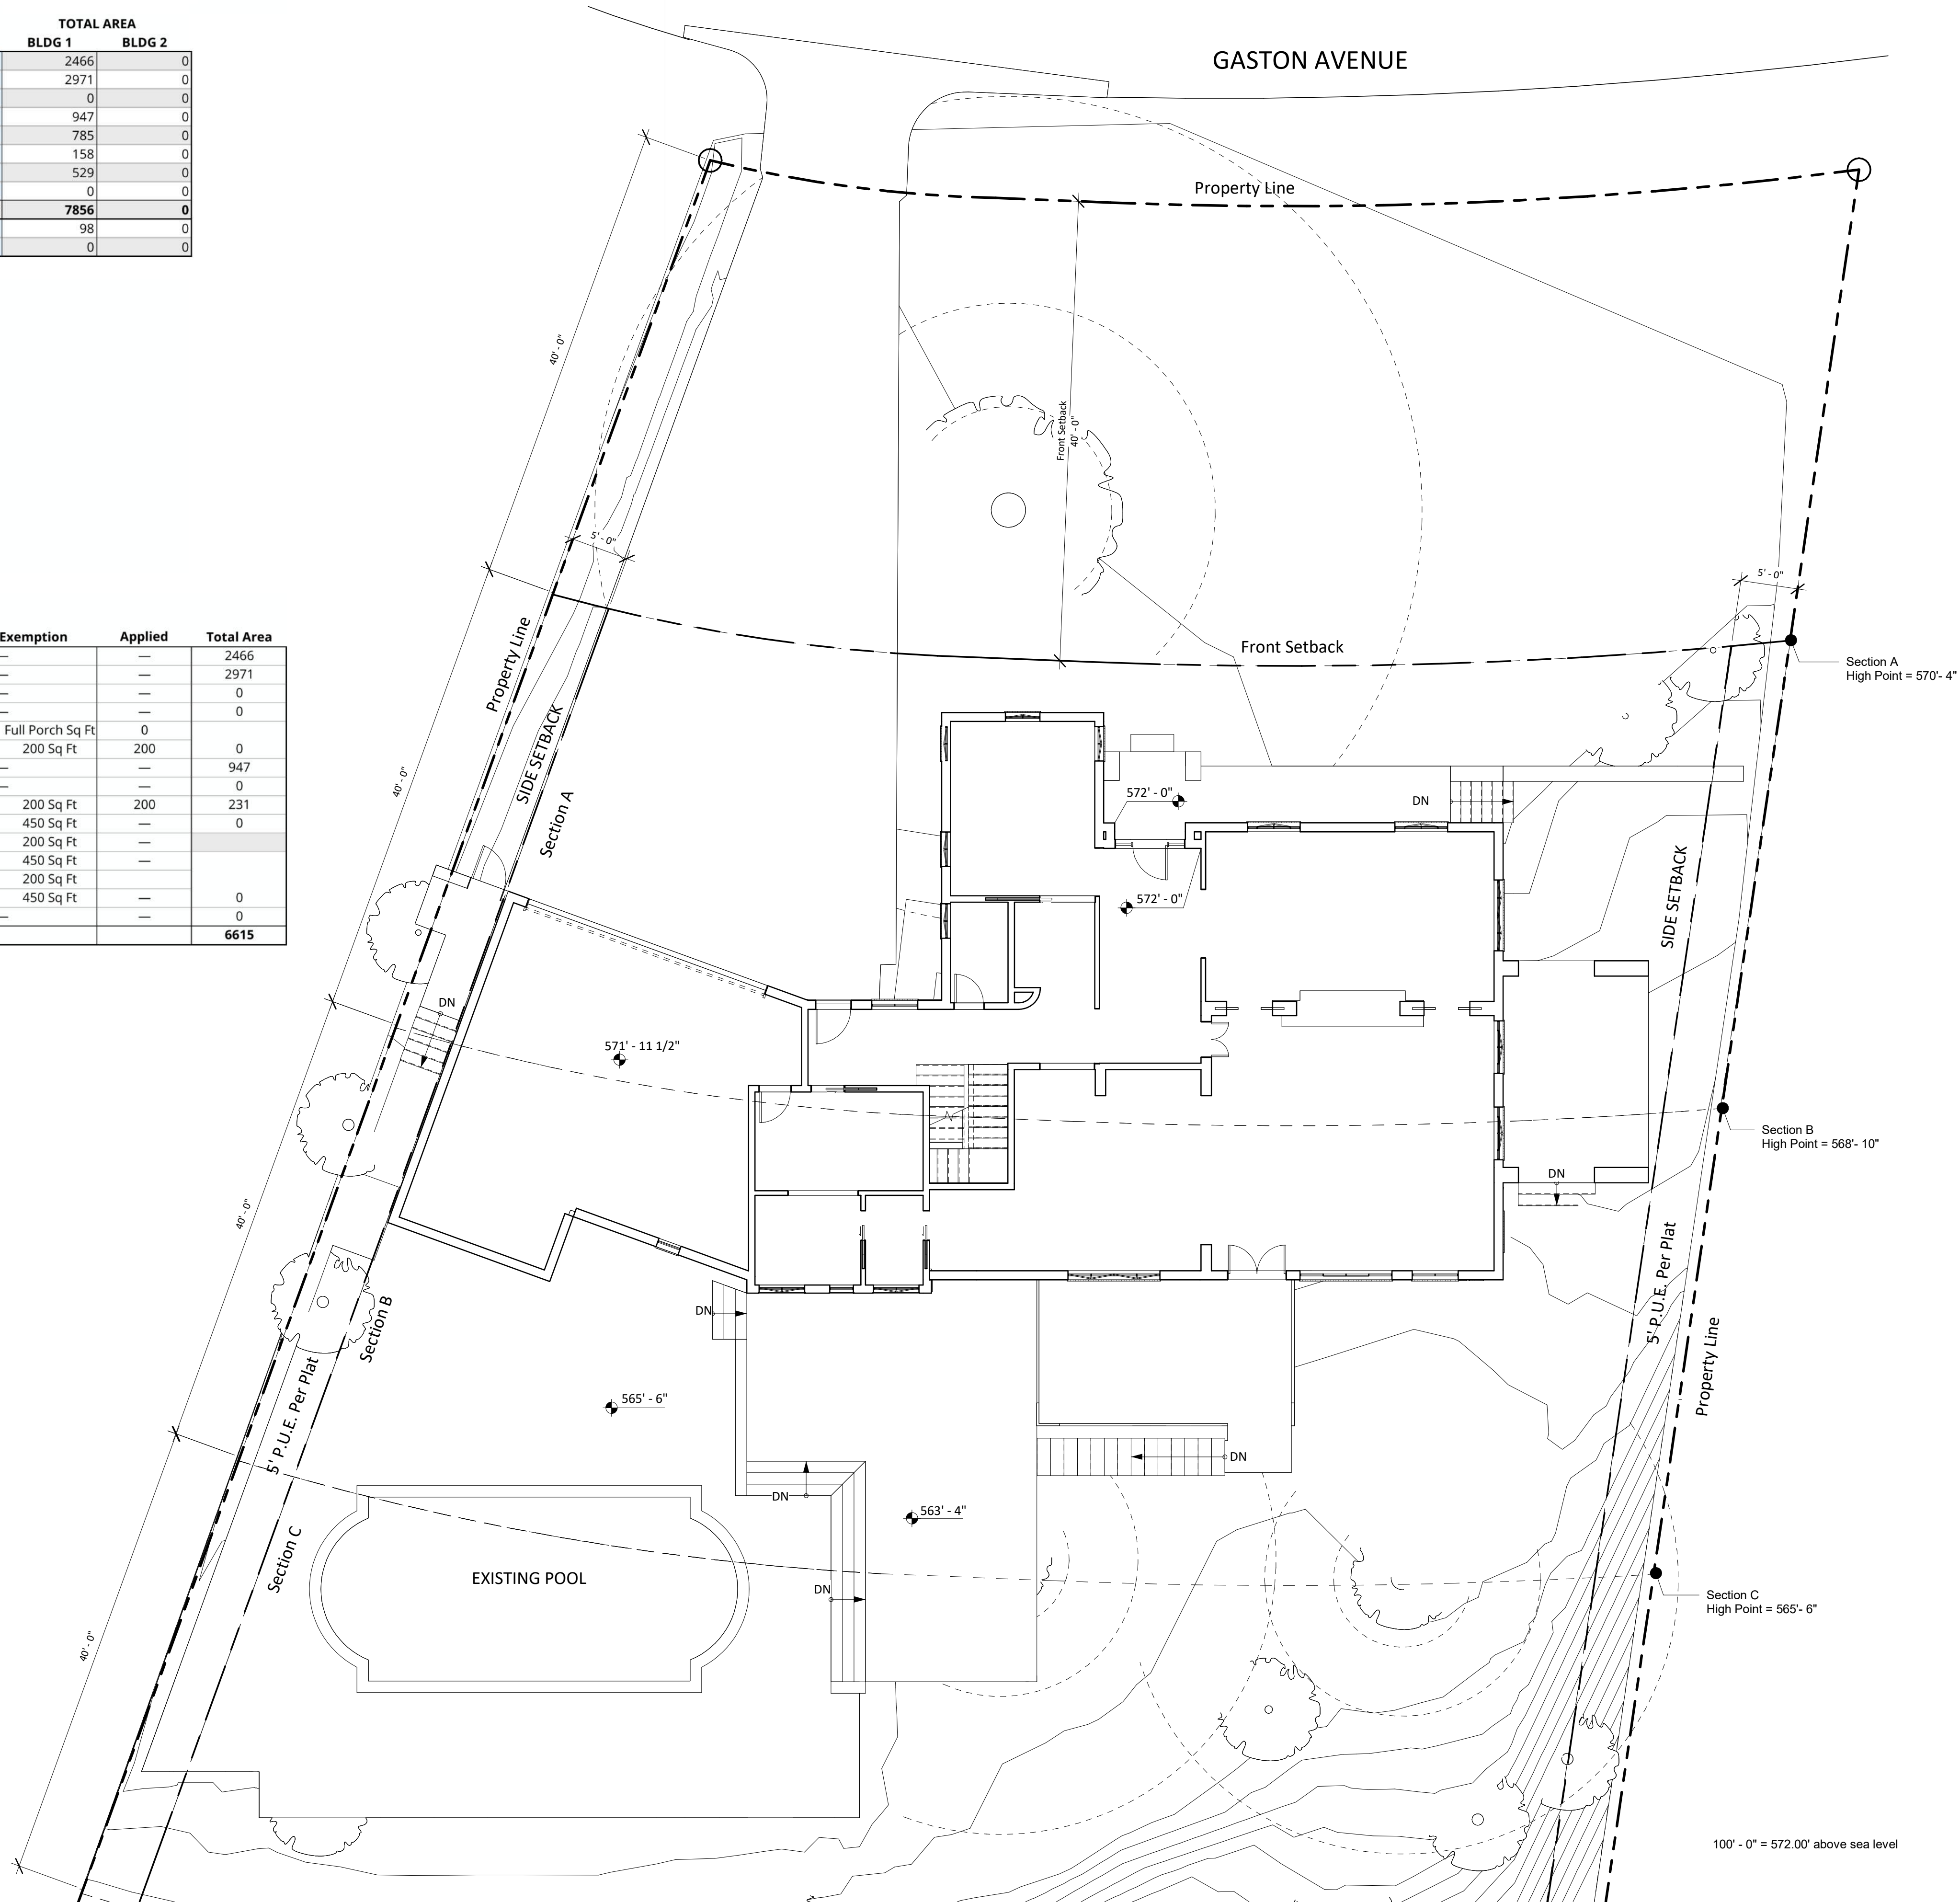 TOTAL AREA
BLDG 1 BLDG 2
2466 0
2971 0
0 0
947 0
785 0
158 0
529 0
0 0
7856 0
98 0
0 0
GASTON AVENUE
Property Line
40' - 0"
Front Setback
40' - 0"
5' - 0"
5' - 0"
Property Line
Front Setback
Section A
High Point = 570'- 4"
Exemption Applied Total Area
— — 2466
— — 2971
— — 0
— — 0
Full Porch Sq Ft 0
200 Sq Ft 200 0
— — 947
— — 0
200 Sq Ft 200 231
450 Sq Ft — 0
200 Sq Ft —
450 Sq Ft —
200 Sq Ft
450 Sq Ft — 0
— — 0
6615
40' - 0"
SIDE SETBACK
Section A
572' - 0"
DN
SIDE SETBACK
572' - 0"
DN
571' - 11 1/2"
Section B
High Point = 568'- 10"
DN
40' - 0"
5' P.U.E. Per Plat
Property Line
Section B
DN
5' P.U.E. Per Plat
565' - 6"
DN
DN
563' - 4"
Section C
EXISTING POOL
DN
Section C
High Point = 565'- 6"
40' - 0"
100' - 0" = 572.00' above sea level